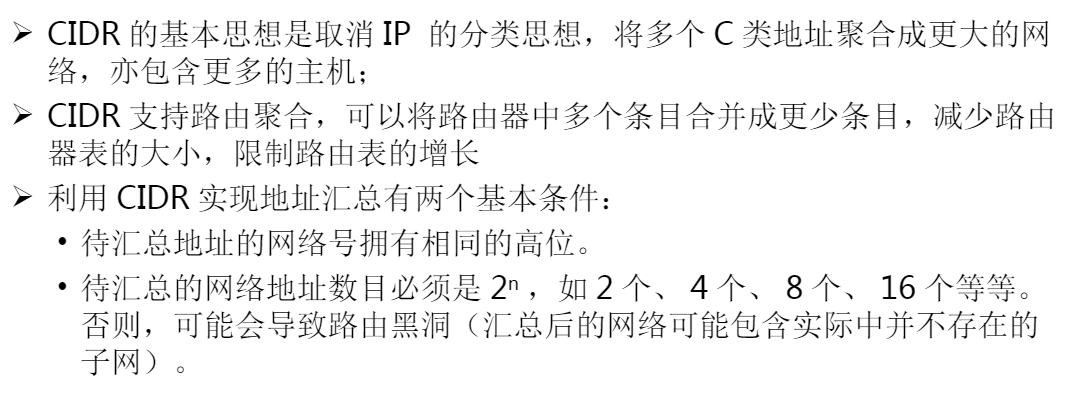 ➢ CIDR 的基本思想是取消 IP 的分类思想，将多个 C 类地址聚合成更大的网
络，亦包含更多的主机；
➢ CIDR 支持路由聚合，可以将路由器中多个条目合并成更少条目，减少路由
器表的大小，限制路由表的增长
➢ 利用 CIDR 实现地址汇总有两个基本条件：
• 待汇总地址的网络号拥有相同的高位。
• 待汇总的网络地址数目必须是 2ⁿ ，如 2 个、 4 个、 8 个、 16 个等等。
否则，可能会导致路由黑洞（汇总后的网络可能包含实际中并不存在的
子网）。